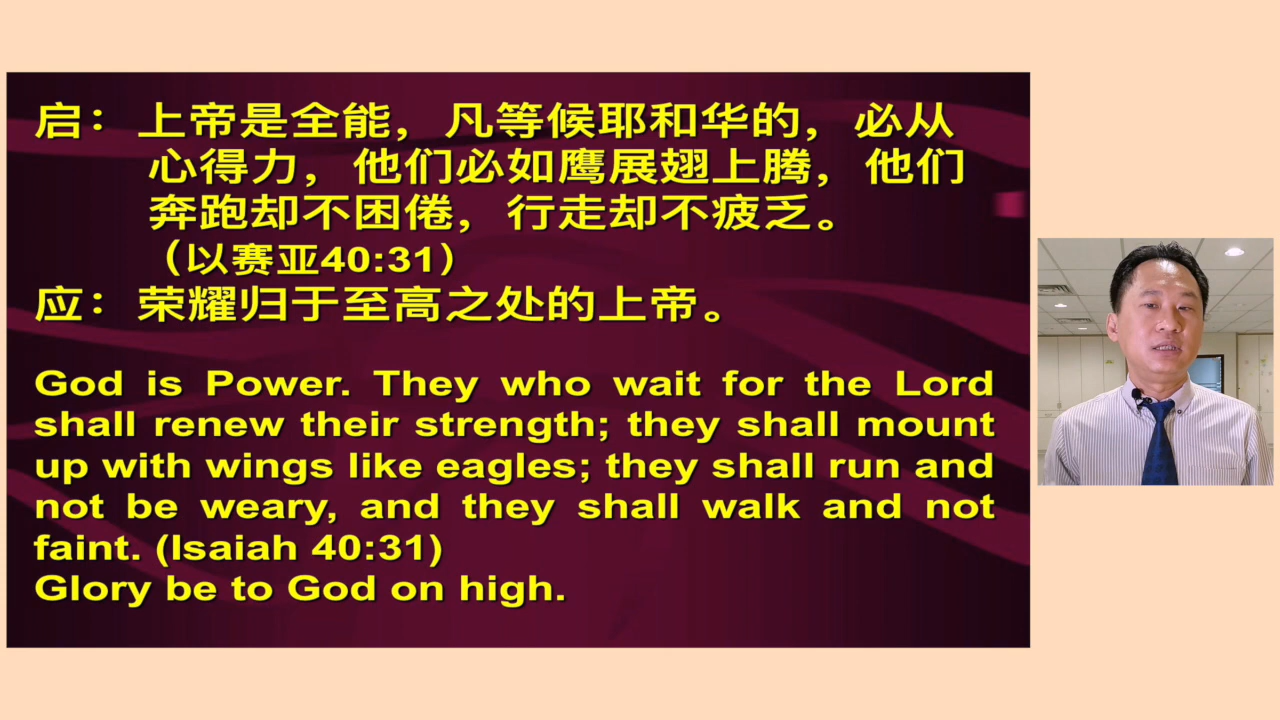 启： 上帝是全能，凡等候耶和华的，必从
心得力，他们必如鹰展翅上腾，他们
奔跑却不困倦，行走却不疲乏。
（以赛亚40:31）
应： 荣耀归于至高之处的上帝。
God is Power. They who wait for the Lord
shall renew their strength; they shall mount
up with wings like eagles; they shall run and
not be weary, and they shall walk and not
faint. (Isaiah 40:31)
Glory be to God on high.